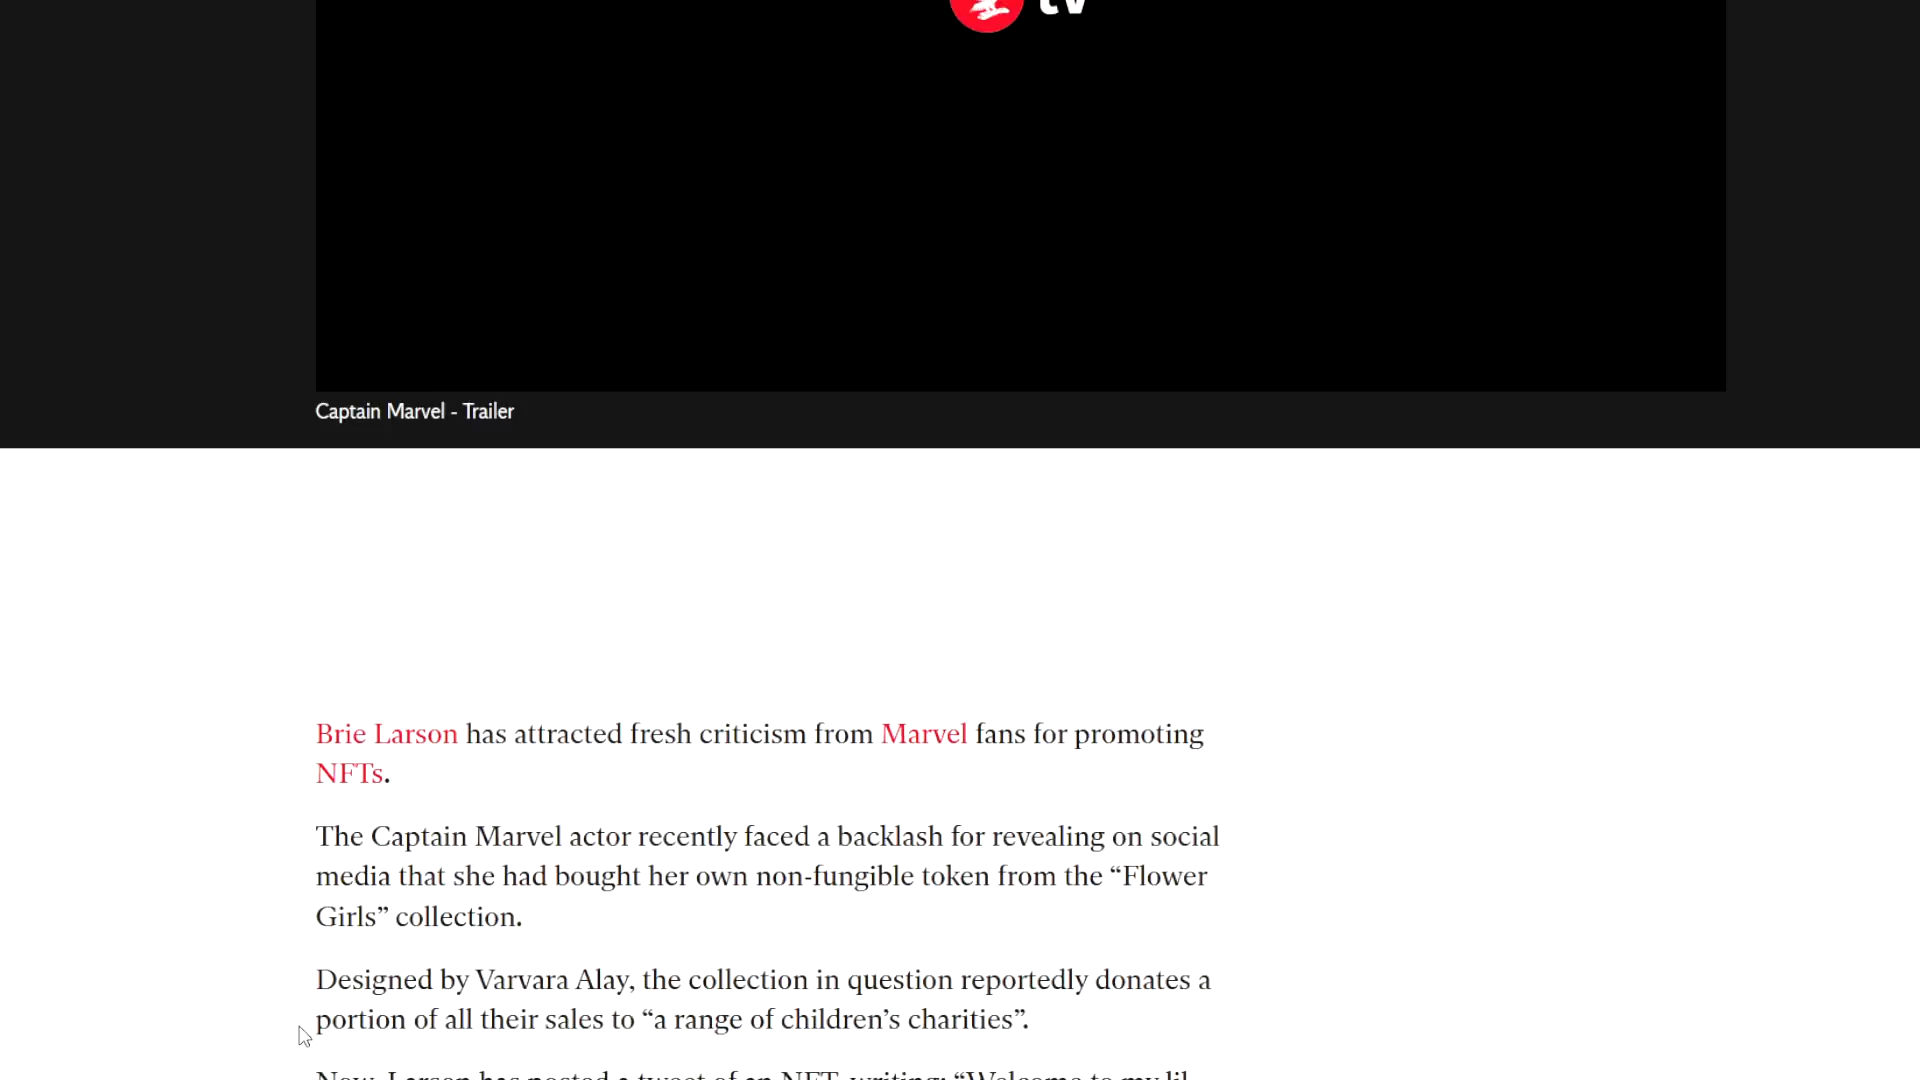 tv
Captain Marvel - Trailer
Brie Larson has attracted fresh criticism from Marvel fans for promoting
NFTs.
The Captain Marvel actor recently faced a backlash for revealing on social
media that she had bought her own non-fungible token from the “Flower
Girls” collection.
Designed by Varvara Alay, the collection in question reportedly donates a
portion of all their sales to “a range of children’s charities”.
Now, Larson has posted a tweet of an NFT, writing: “Welcome to my lil